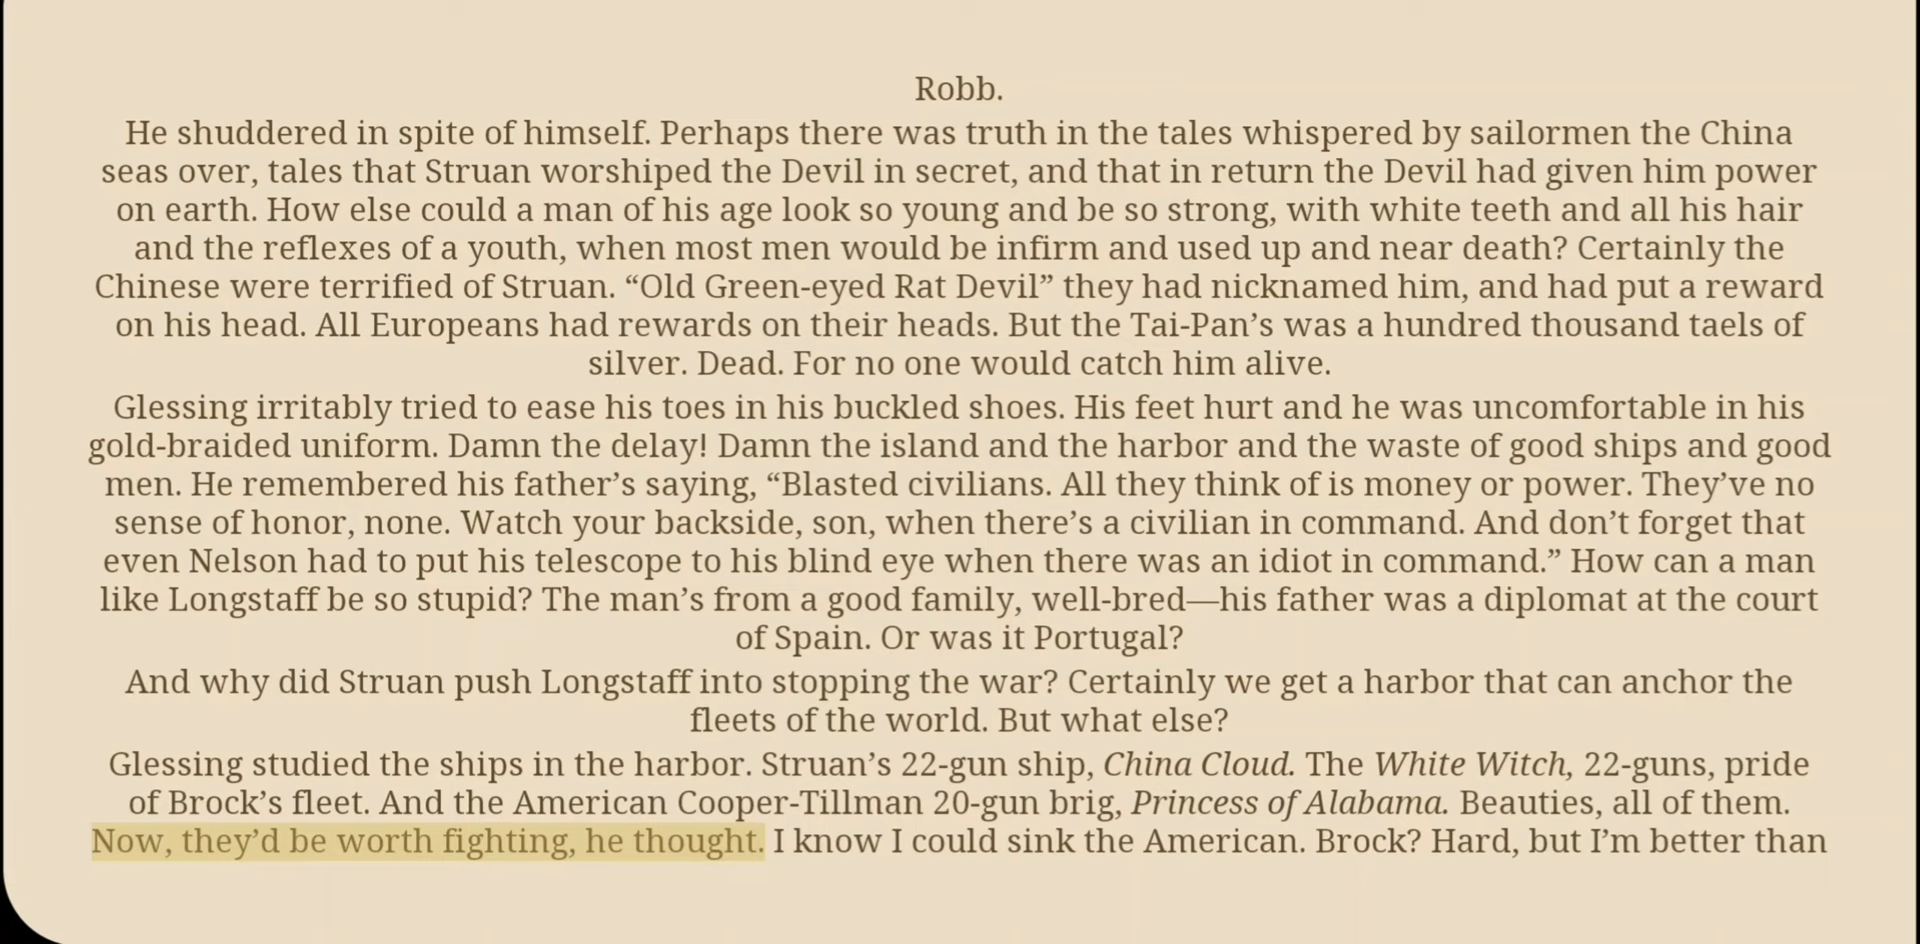 Robb.
He shuddered in spite of himself. Perhaps there was truth in the tales whispered by sailormen the China
seas over, tales that Struan worshiped the Devil in secret, and that in return the Devil had given him power
on earth. How else could a man of his age look so young and be so strong, with white teeth and all his hair
and the reflexes of a youth, when most men would be infirm and used up and near death? Certainly the
Chinese were terrified of Struan. “Old Green-eyed Rat Devil” they had nicknamed him, and had put a reward
on his head. All Europeans had rewards on their heads. But the Tai-Pan’s was a hundred thousand taels of
silver. Dead. For no one would catch him alive.
Glessing irritably tried to ease his toes in his buckled shoes. His feet hurt and he was uncomfortable in his
gold-braided uniform. Damn the delay! Damn the island and the harbor and the waste of good ships and good
men. He remembered his father’s saying, “Blasted civilians. All they think of is money or power. They’ve no
sense of honor, none. Watch your backside, son, when there’s a civilian in command. And don’t forget that
even Nelson had to put his telescope to his blind eye when there was an idiot in command.” How can a man
like Longstaff be so stupid? The man’s from a good family, well-bred—his father was a diplomat at the court
of Spain. Or was it Portugal?
And why did Struan push Longstaff into stopping the war? Certainly we get a harbor that can anchor the
fleets of the world. But what else?
Glessing studied the ships in the harbor. Struan’s 22-gun ship, China Cloud. The White Witch, 22-guns, pride
of Brock’s fleet. And the American Cooper-Tillman 20-gun brig, Princess of Alabama. Beauties, all of them.
Now, they’d be worth fighting, he thought. I know I could sink the American. Brock? Hard, but I’m better than